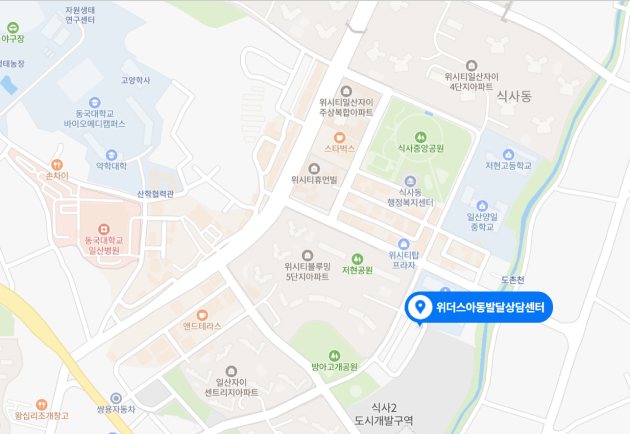 자원생태
연구센터
야구장
생태농장
고양학사
동국대학교
바이오메디캠퍼스
약학대학
손차이
산학협력관
동국대학교
일산병원
위시티일산자이
4단지아파트
식사동
위시티일산자이
주상복합아파트
스타벅스
식사중앙공원
저현고등학교
위시티휴먼빌
식사동
행정복지센터
일산양일
중학교
위시티탑
프라자
위시티블루밍
5단지아파트
저현공원
도촌천
위더스아동발달상담센터
앤드테라스
밤아고개공원
일산자이
센트리지아파트
쌍용자동차
왕십리조개창고
식사2
도시개발구역